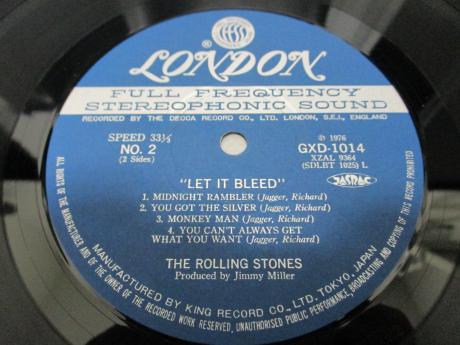 ®
LONDON
FULL FREQUENCY
STEREOPHONIC SOUND
RECORDED BY THE DECCA RECORD CO., LTD. LONDON, S.E.I., ENGLAND
SPEED 33⅓
NO. 2
(2 Sides)
Ⓟ 1976
GXD-1014
XZAL 9364
(SDLBT 1025) L
JASRAC
"LET IT BLEED"
1. MIDNIGHT RAMBLER (Jagger, Richard)
2. YOU GOT THE SILVER (Jagger, Richard)
3. MONKEY MAN (Jagger, Richard)
4. YOU CAN'T ALWAYS GET
WHAT YOU WANT (Jagger, Richard)
THE ROLLING STONES
Produced by Jimmy Miller
MANUFACTURED BY KING RECORD CO., LTD. TOKYO, JAPAN
ALL RIGHTS OF THE MANUFACTURER AND OF THE OWNER OF THE RECORDED WORK RESERVED, UNAUTHORISED PUBLIC PERFORMANCE, BROADCASTING AND COPYING OF THIS RECORD PROHIBITED